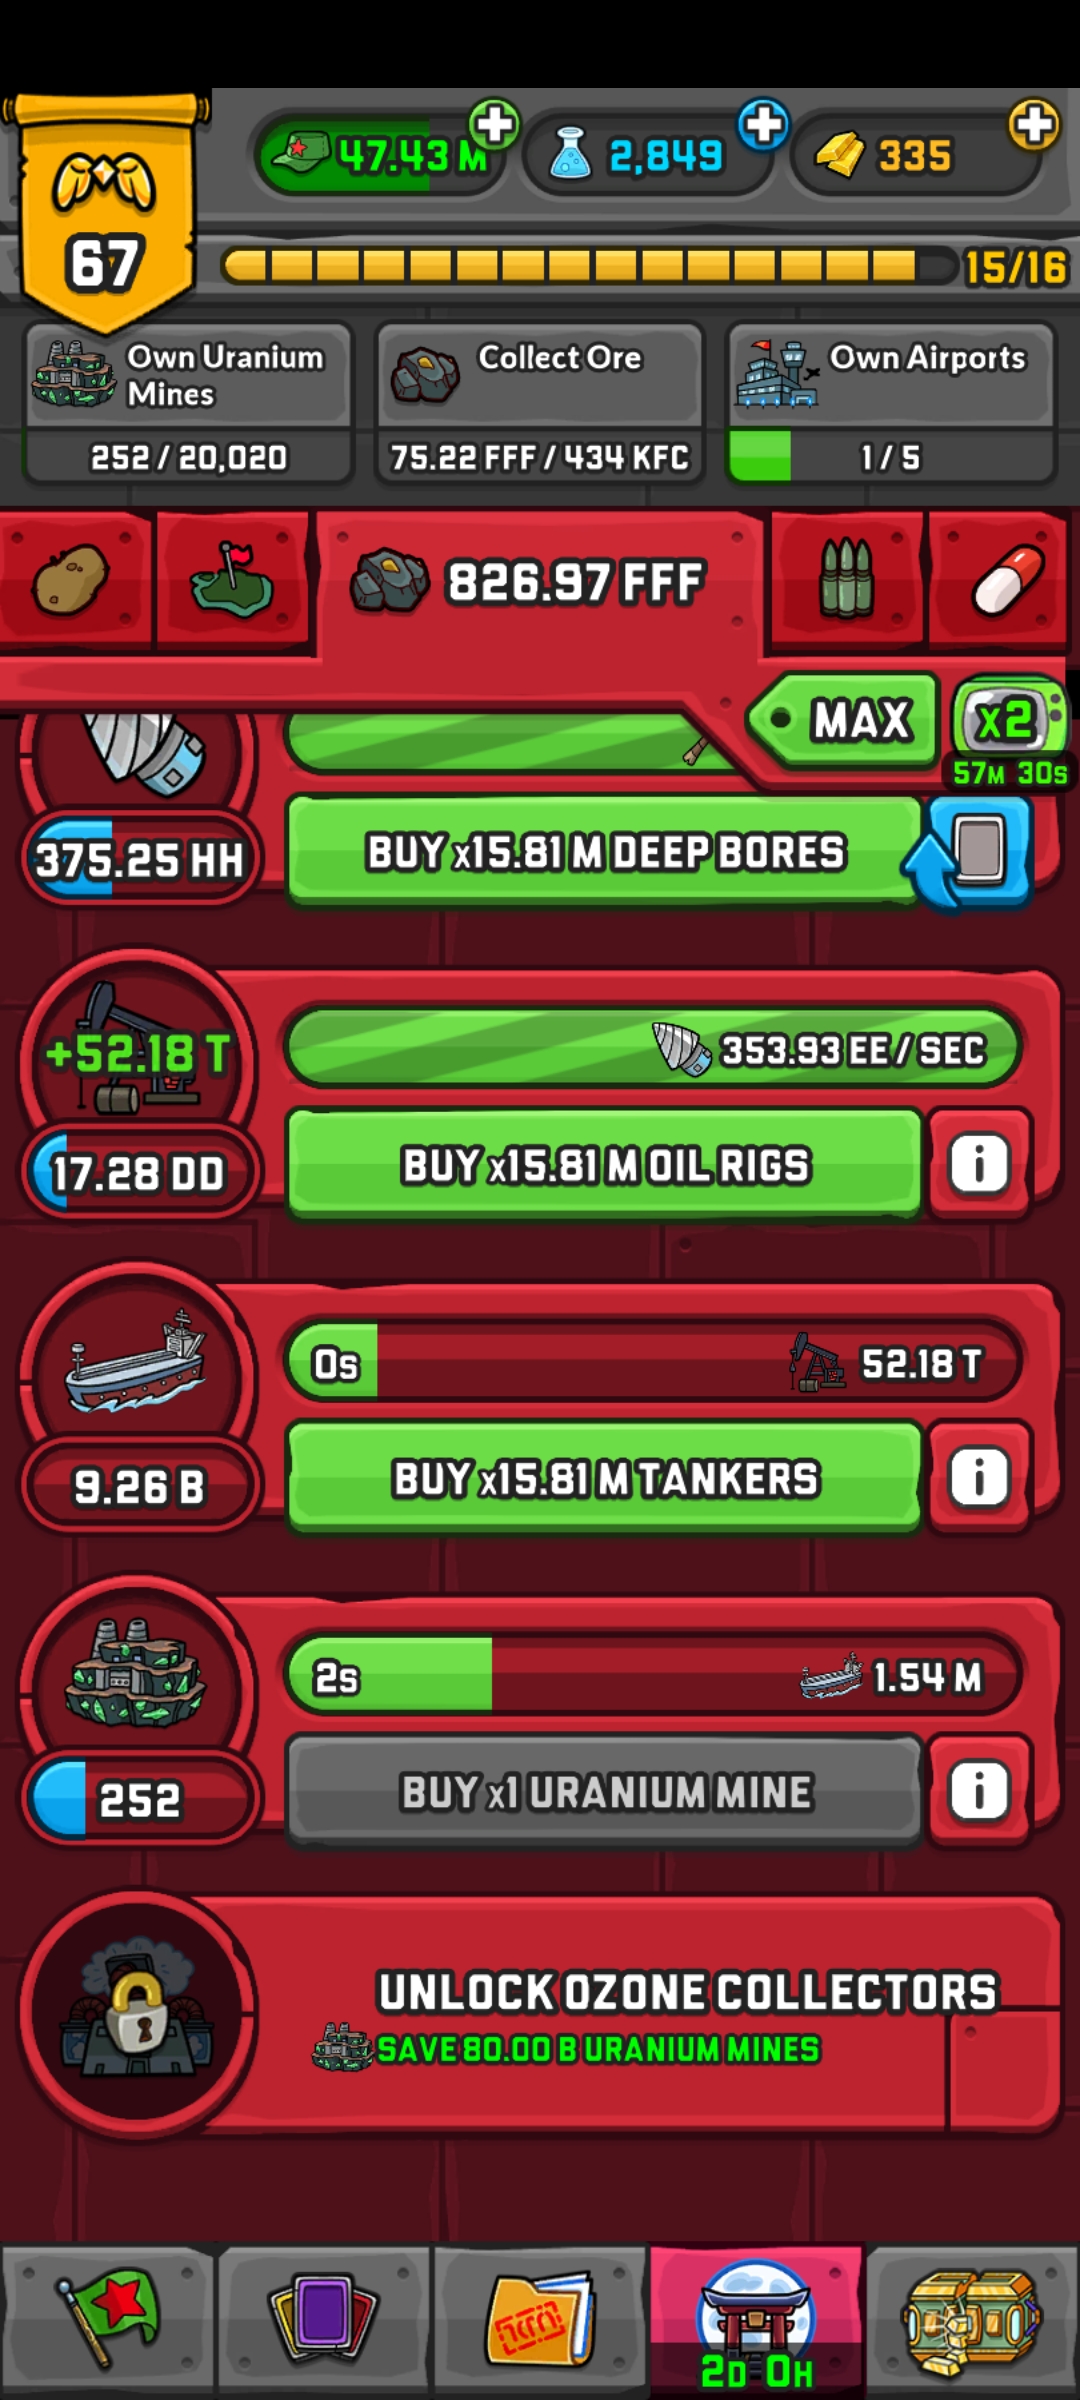 47.43 M
2,849
335
67
15/16
Own Uranium
Mines
252 / 20,020
Collect Ore
75.22 FFF / 434 KFC
Own Airports
1 / 5
826.97 FFF
MAX
x2
57M 30S
375.25 HH
BUY x15.81 M DEEP BORES
+52.18 T
353.93 EE / SEC
17.28 DD
BUY x15.81 M OIL RIGS
i
0s
52.18 T
9.26 B
BUY x15.81 M TANKERS
i
2s
1.54 M
252
BUY x1 URANIUM MINE
i
UNLOCK OZONE COLLECTORS
SAVE 80.00 B URANIUM MINES
2D 0H